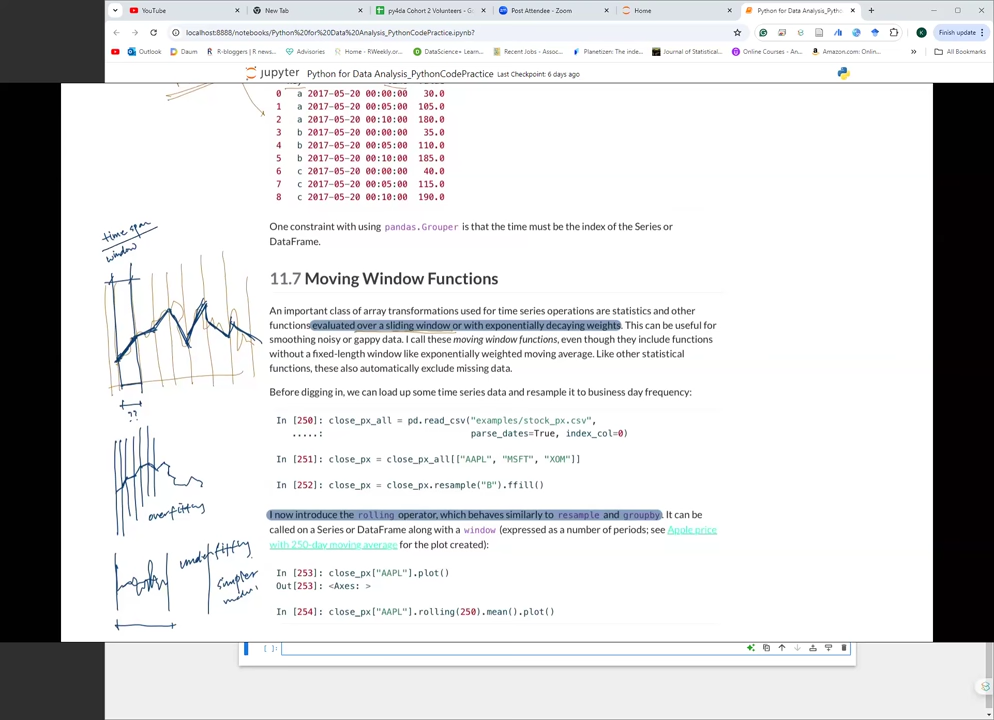 YouTube
New Tab
py4da Cohort 2 Volunteers - G
Post Attendee - Zoom
Home
Python for Data Analysis_Pytho
localhost:8888/notebooks/Python%20for%20Data%20Analysis_PythonCodePractice.ipynb?
Finish update
YouTube
Outlook
Daum
R-bloggers | R news...
Advisories
Home - RWeekly.or...
DataScience+ Learn...
Recent Jobs - Assoc...
Planetizen: The Inde...
Journal of Statistical...
Online Courses - An...
Amazon.com: Onlin...
All Bookmarks
jupyter Python for Data Analysis_PythonCodePractice Last Checkpoint: 6 days ago
0 a 2017-05-20 00:00:00 30.0
1 a 2017-05-20 00:05:00 105.0
2 a 2017-05-20 00:10:00 180.0
3 b 2017-05-20 00:00:00 35.0
4 b 2017-05-20 00:05:00 110.0
5 b 2017-05-20 00:10:00 185.0
6 c 2017-05-20 00:00:00 40.0
7 c 2017-05-20 00:05:00 115.0
8 c 2017-05-20 00:10:00 190.0
One constraint with using pandas.Grouper is that the time must be the index of the Series or
DataFrame.
time span
window
11.7 Moving Window Functions
An important class of array transformations used for time series operations are statistics and other
functions evaluated over a sliding window or with exponentially decaying weights. This can be useful for
smoothing noisy or gappy data. I call these moving window functions, even though they include functions
without a fixed-length window like exponentially weighted moving average. Like other statistical
functions, these also automatically exclude missing data.
Before digging in, we can load up some time series data and resample it to business day frequency:
??
In [250]: close_px_all = pd.read_csv("examples/stock_px.csv",
.....: parse_dates=True, index_col=0)
In [251]: close_px = close_px_all[["AAPL", "MSFT", "XOM"]]
In [252]: close_px = close_px.resample("B").ffill()
overfitting
I now introduce the rolling operator, which behaves similarly to resample and groupby. It can be
called on a Series or DataFrame along with a window (expressed as a number of periods; see Apple price
with 250-day moving average for the plot created):
underfitting
simpler
In [253]: close_px["AAPL"].plot()
Out[253]: <Axes: >
In [254]: close_px["AAPL"].rolling(250).mean().plot()
[ ]: